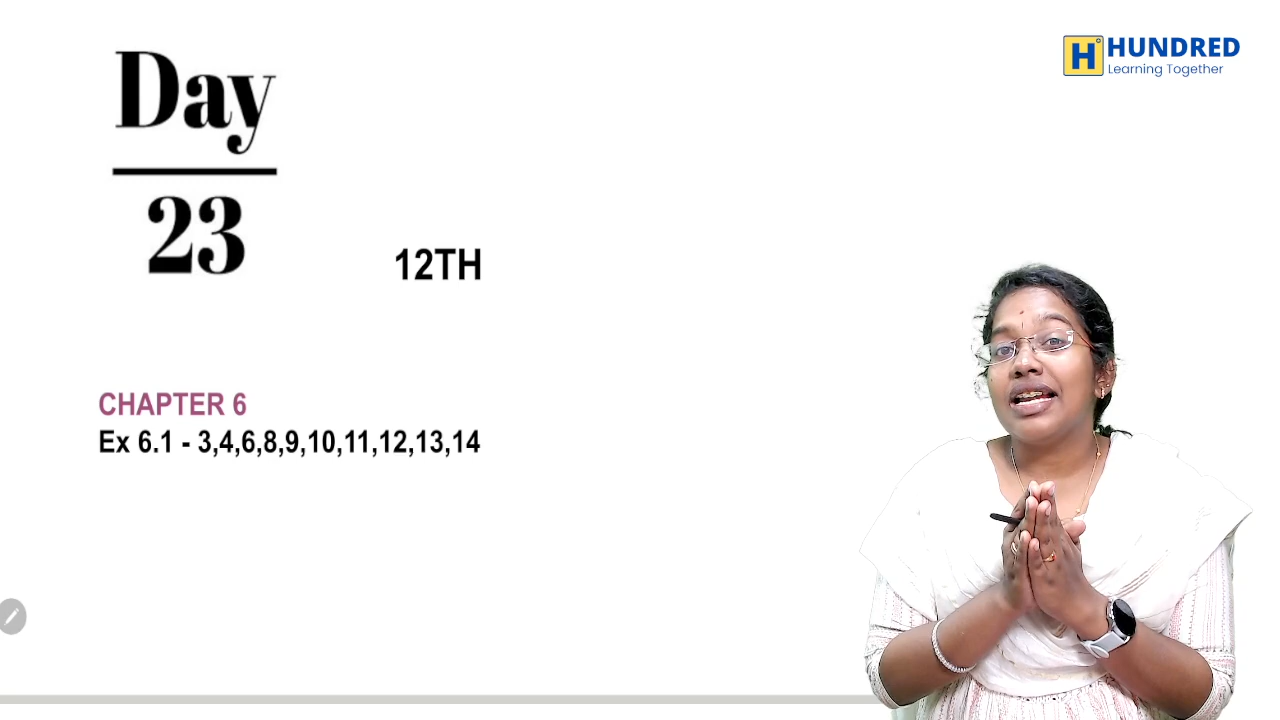 Day
23
12TH
CHAPTER 6
Ex 6.1 - 3,4,6,8,9,10,11,12,13,14
H° HUNDRED
Learning Together